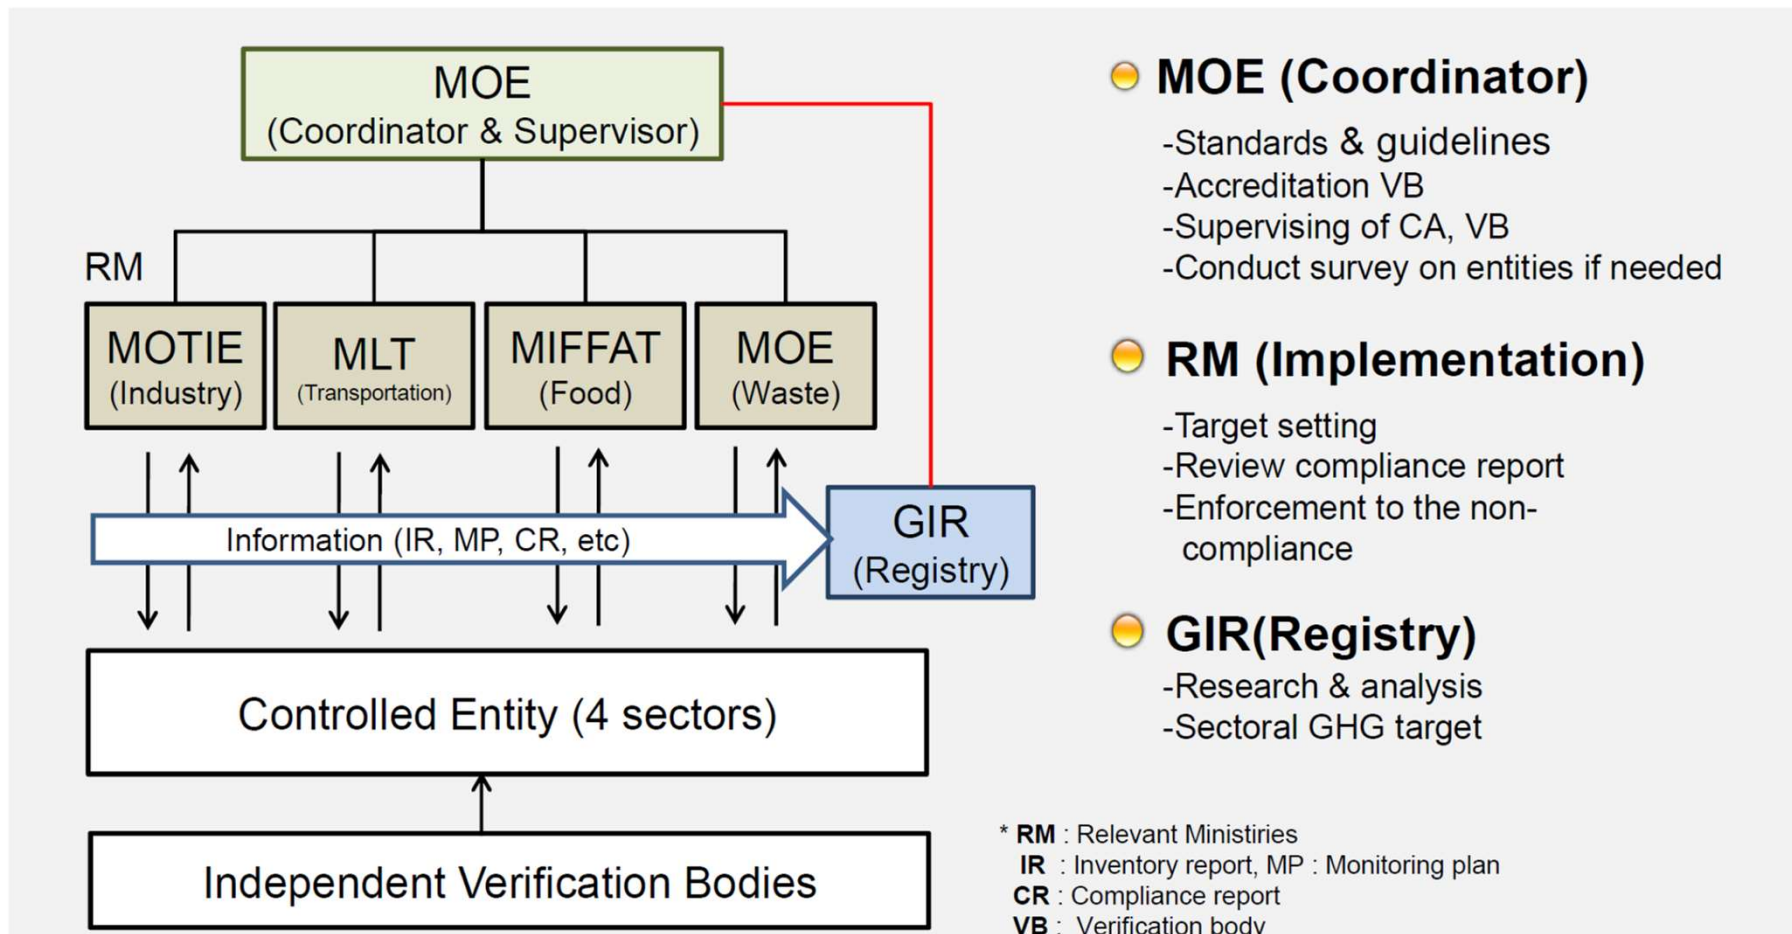 MOE
(Coordinator & Supervisor)
RM
MOTIE
(Industry)
MLT
(Transportation)
MIFFAT
(Food)
MOE
(Waste)
Information (IR, MP, CR, etc)
GIR
(Registry)
Controlled Entity (4 sectors)
Independent Verification Bodies
MOE (Coordinator)
-Standards & guidelines
-Accreditation VB
-Supervising of CA, VB
-Conduct survey on entities if needed
RM (Implementation)
-Target setting
-Review compliance report
-Enforcement to the non-
compliance
GIR(Registry)
-Research & analysis
-Sectoral GHG target
* RM : Relevant Ministiries
IR : Inventory report, MP : Monitoring plan
CR : Compliance report
VB : Verification body